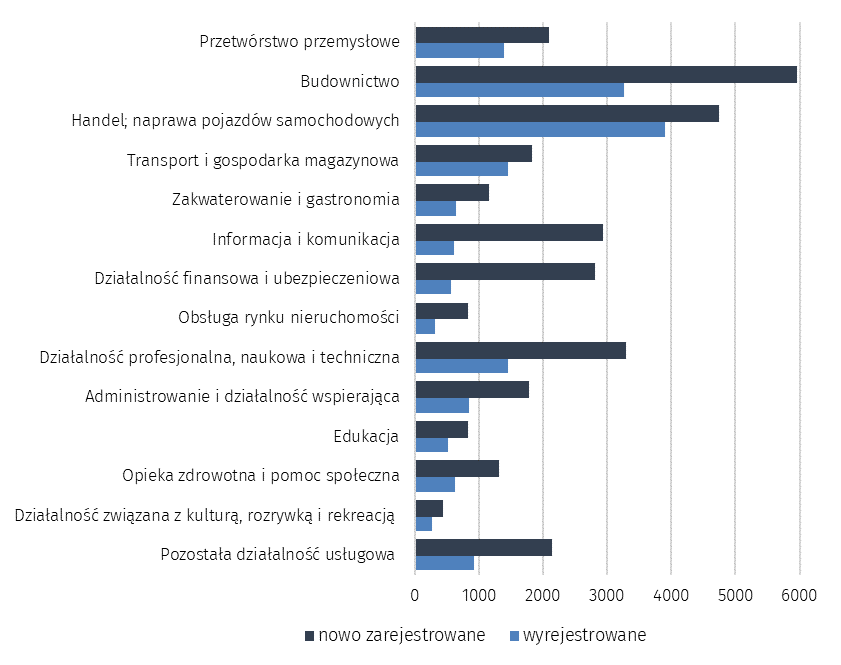 Przetwórstwo przemysłowe
Budownictwo
Handel; naprawa pojazdów samochodowych
Transport i gospodarka magazynowa
Zakwaterowanie i gastronomia
Informacja i komunikacja
Działalność finansowa i ubezpieczeniowa
Obsługa rynku nieruchomości
Działalność profesjonalna, naukowa i techniczna
Administrowanie i działalność wspierająca
Edukacja
Opieka zdrowotna i pomoc społeczna
Działalność związana z kulturą, rozrywką i rekreacją
Pozostała działalność usługowa
0 1000 2000 3000 4000 5000 6000
nowo zarejestrowane wyrejestrowane